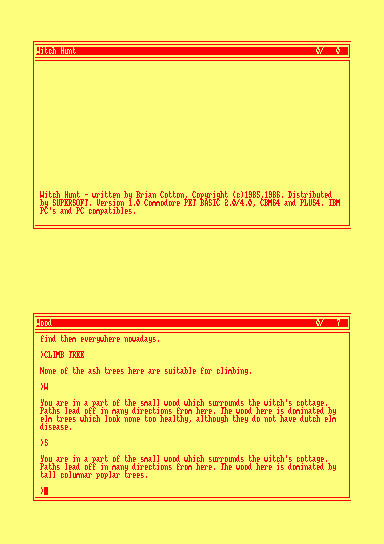 Witch Hunt 0/ 0
Witch Hunt - written by Brian Cotton, Copyright (c)1985,1986. Distributed
by SUPERSOFT. Version 1.0 Commodore PET BASIC 2.0/4.0, CBM64 and PLUS4. IBM
PC's and PC compatibles.
Wood 0/ 7
find them everywhere nowadays.
>CLIMB TREE
None of the ash trees here are suitable for climbing.
>W
You are in a part of the small wood which surrounds the witch's cottage.
Paths lead off in many directions from here. The wood here is dominated by
elm trees which look none too healthy, although they do not have dutch elm
disease.
>S
You are in a part of the small wood which surrounds the witch's cottage.
Paths lead off in many directions from here. The wood here is dominated by
tall columnar poplar trees.
>